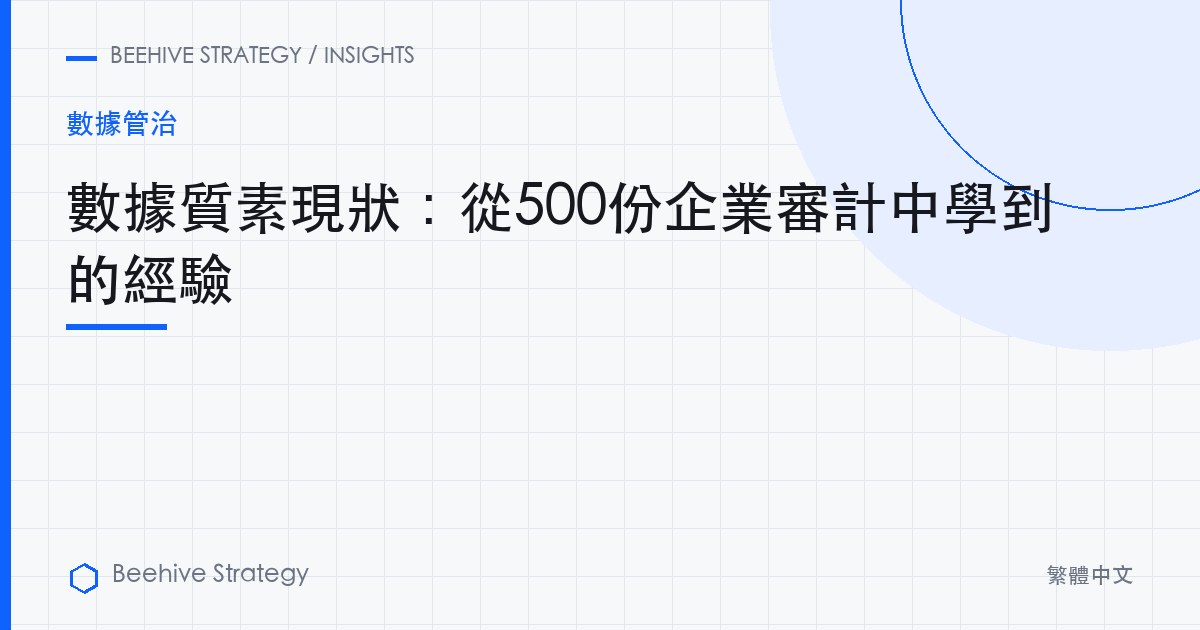 BEEHIVE STRATEGY / INSIGHTS
數據管治
數據質素現狀：從500份企業審計中學到
的經驗
Beehive Strategy
繁體中文